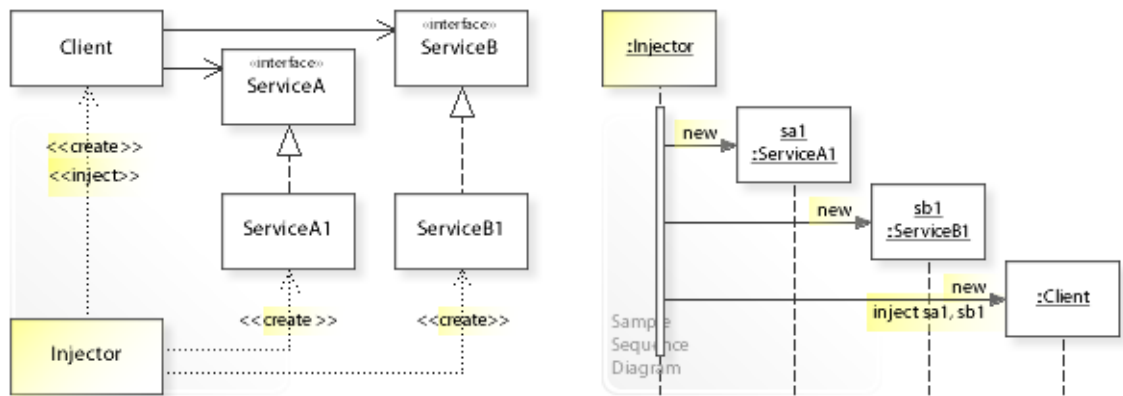 Client
«interface»
ServiceB
«interface»
ServiceA
<<create>>
<<inject>>
ServiceA1
ServiceB1
<<create >>
<<create>>
Injector
:Injector
new
sa1
:ServiceA1
new
sb1
:ServiceB1
new
inject sa1, sb1
:Client
Sample
Sequence
Diagram